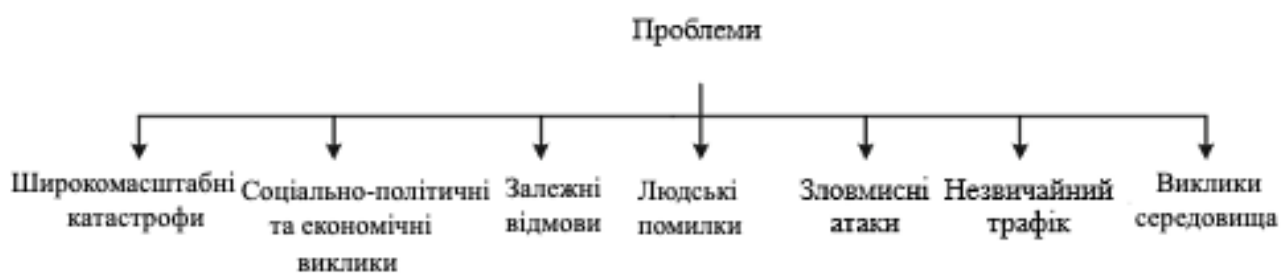 Проблеми
Широкомасштабні
катастрофи
Соціально-політичні
та економічні
виклики
Залежні
відмови
Людські
помилки
Зловмисні
атаки
Незвичайний
трафік
Виклики
середовища